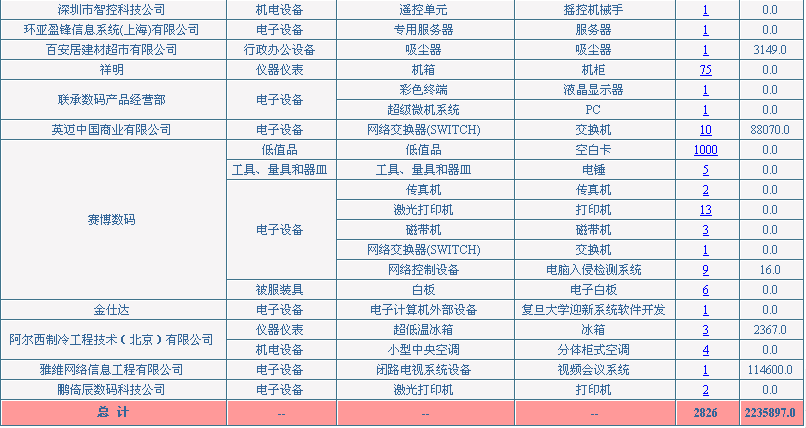 深圳市智控科技公司 机电设备 遥控单元 摇控机械手 1 0.0
环亚盈锋信息系统(上海)有限公司 电子设备 专用服务器 服务器 1 0.0
百安居建材超市有限公司 行政办公设备 吸尘器 吸尘器 1 3149.0
祥明 仪器仪表 机箱 机柜 75 0.0
联承数码产品经营部 电子设备 彩色终端 液晶显示器 1 0.0
超级微机系统 PC 1 0.0
英迈中国商业有限公司 电子设备 网络交换器(SWITCH) 交换机 10 88070.0
赛博数码 低值品 低值品 空白卡 1000 0.0
工具、量具和器皿 工具、量具和器皿 电锤 5 0.0
电子设备 传真机 传真机 2 0.0
激光打印机 打印机 13 0.0
磁带机 磁带机 3 0.0
网络交换器(SWITCH) 交换机 1 0.0
网络控制设备 电脑入侵检测系统 9 16.0
被服装具 白板 电子白板 6 0.0
金仕达 电子设备 电子计算机外部设备 复旦大学迎新系统软件开发 1 0.0
阿尔西制冷工程技术（北京）有限公司 仪器仪表 超低温冰箱 冰箱 3 2367.0
机电设备 小型中央空调 分体柜式空调 4 0.0
雅维网络信息工程有限公司 电子设备 闭路电视系统设备 视频会议系统 1 114600.0
鹏倚辰数码科技公司 电子设备 激光打印机 打印机 2 0.0
总 计 -- -- -- 2826 2235897.0